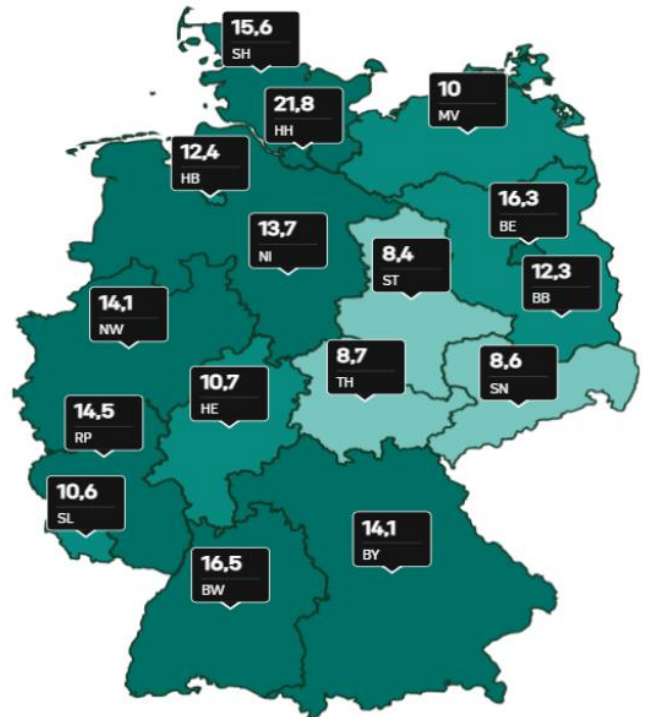 15,6
SH
21,8
HH
10
MV
12,4
HB
16,3
BE
13,7
NI
8,4
ST
12,3
BB
14,1
NW
8,7
TH
8,6
SN
10,7
HE
14,5
RP
10,6
SL
14,1
BY
16,5
BW